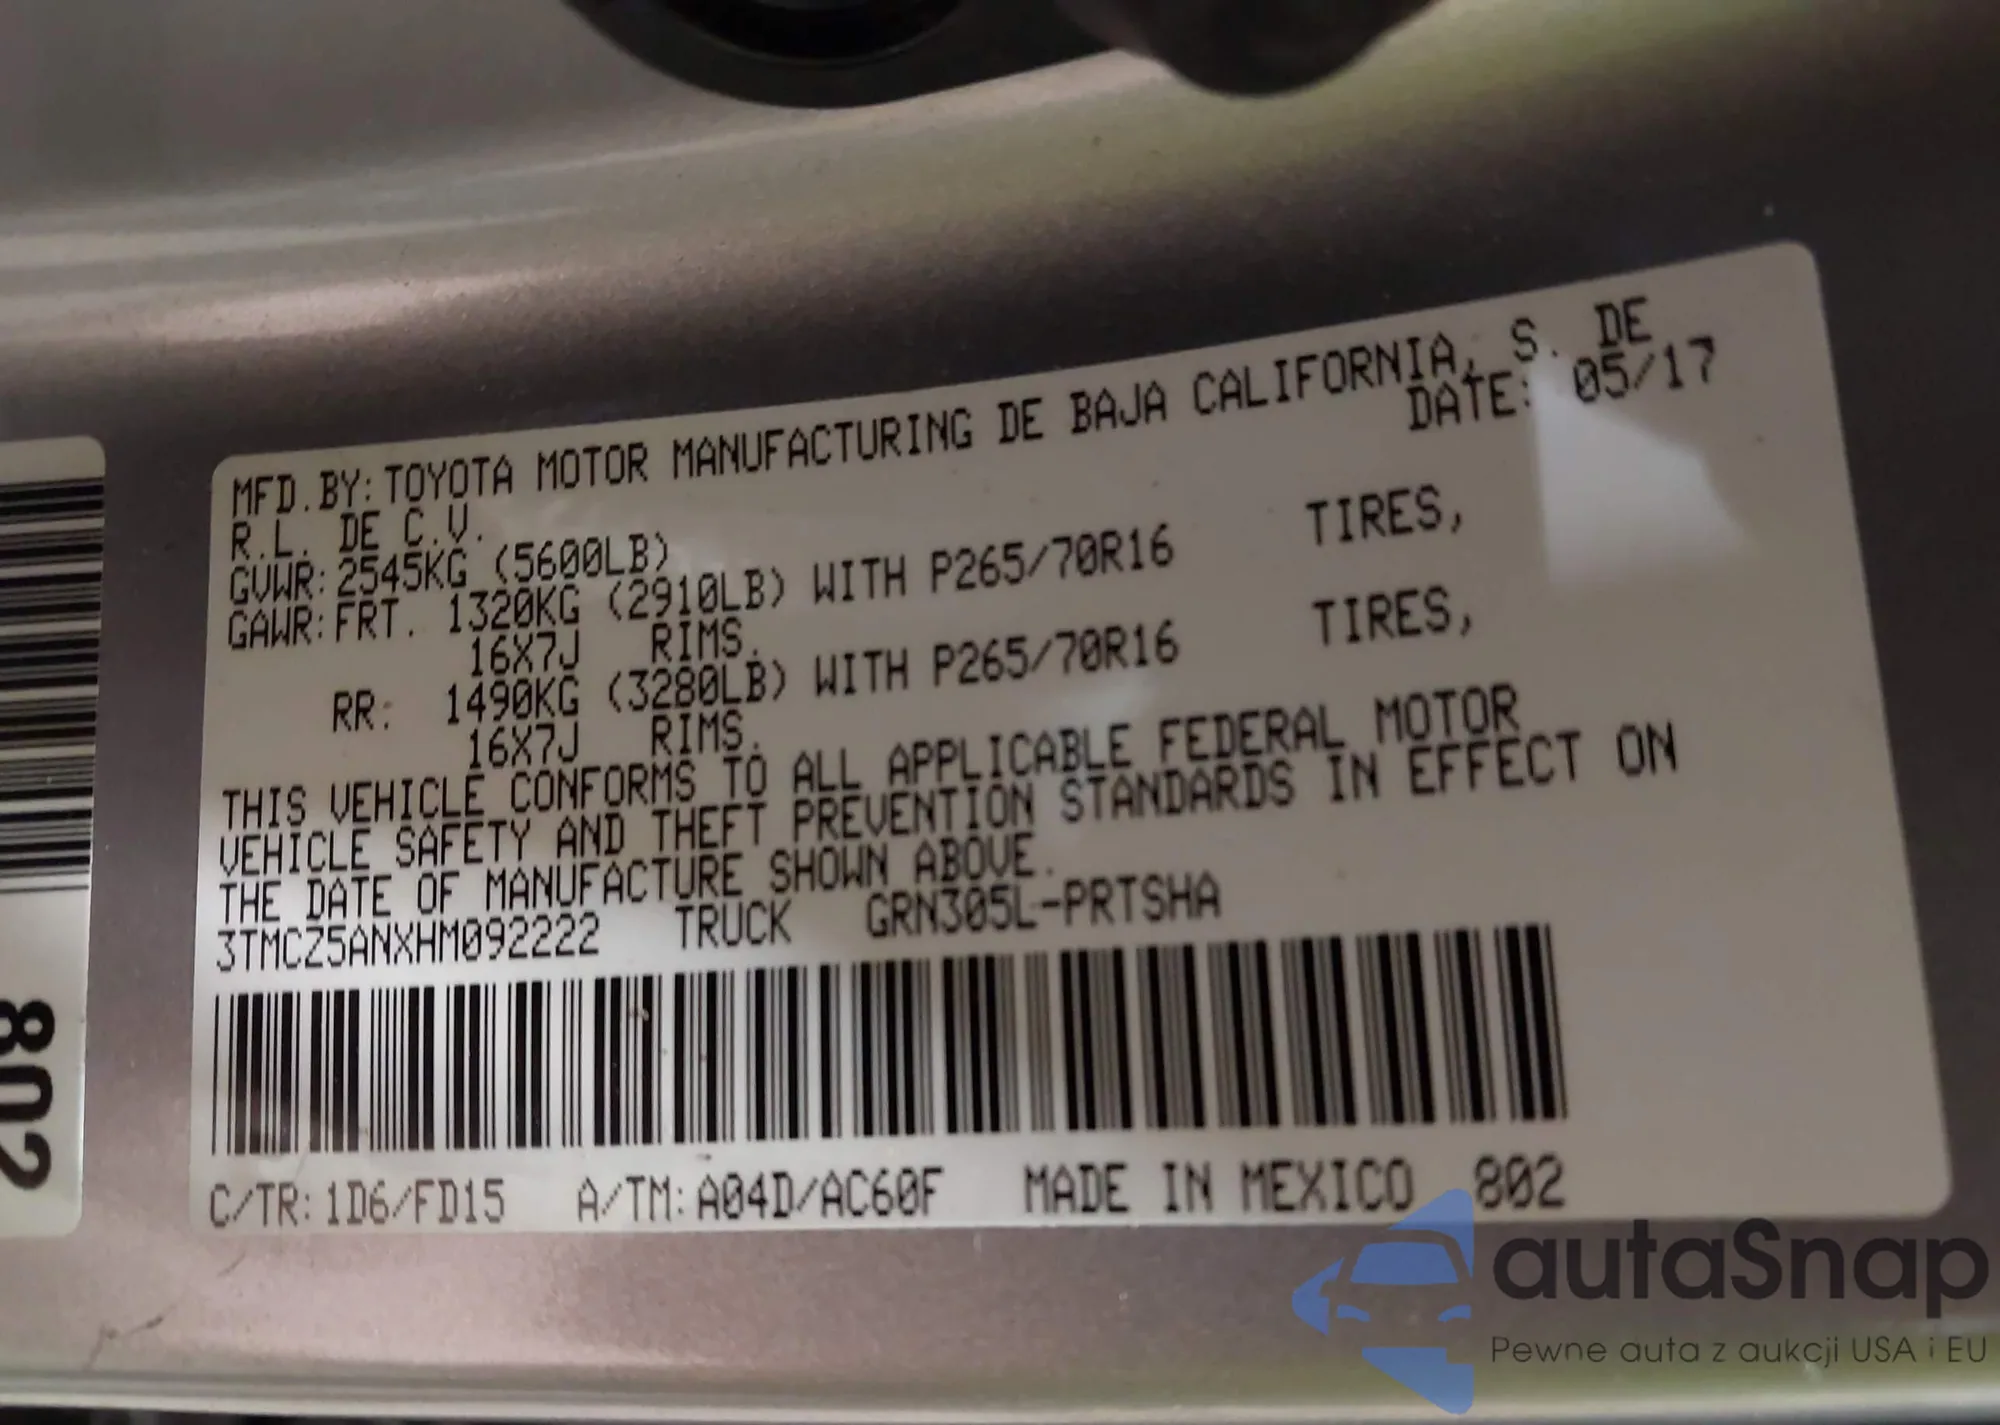 MFD.BY:TOYOTA MOTOR MANUFACTURING DE BAJA CALIFORNIA, S. DE
R.L. DE C.V. DATE: 05/17
GVWR:2545KG (5600LB)
GAWR:FRT. 1320KG (2910LB) WITH P265/70R16 TIRES,
16X7J RIMS.
RR: 1490KG (3280LB) WITH P265/70R16 TIRES,
16X7J RIMS.
THIS VEHICLE CONFORMS TO ALL APPLICABLE FEDERAL MOTOR
VEHICLE SAFETY AND THEFT PREVENTION STANDARDS IN EFFECT ON
THE DATE OF MANUFACTURE SHOWN ABOVE.
3TMCZ5ANXHM092222 TRUCK GRN305L-PRTSHA
C/TR:1D6/FD15 A/TM:A04D/AC60F MADE IN MEXICO 802
802
autaSnap
Pewne auta z aukcji USA i EU